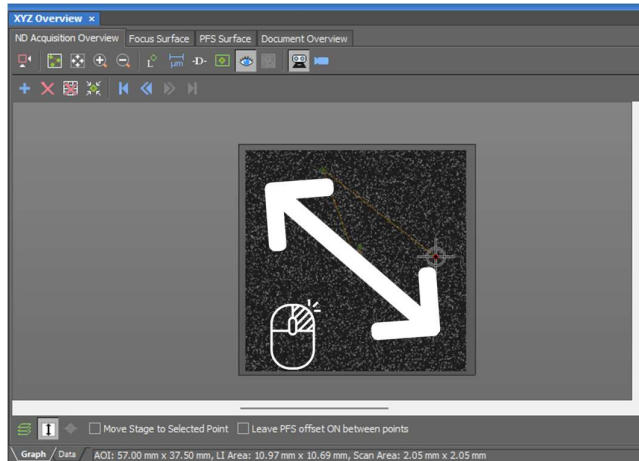 XYZ Overview ×
ND Acquisition Overview Focus Surface PFS Surface Document Overview
μm -D-
Move Stage to Selected Point Leave PFS offset ON between points
Graph Data AOI: 57.00 mm x 37.50 mm, LI Area: 10.97 mm x 10.69 mm, Scan Area: 2.05 mm x 2.05 mm